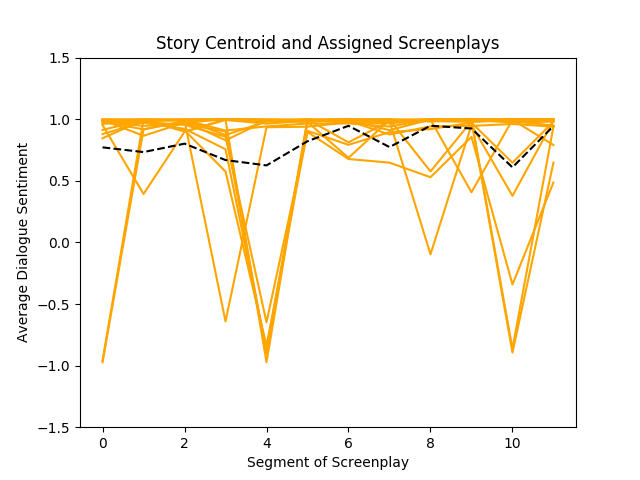 Story Centroid and Assigned Screenplays
1.5
1.0
0.5
0.0
−0.5
−1.0
−1.5
Average Dialogue Sentiment
0 2 4 6 8 10
Segment of Screenplay